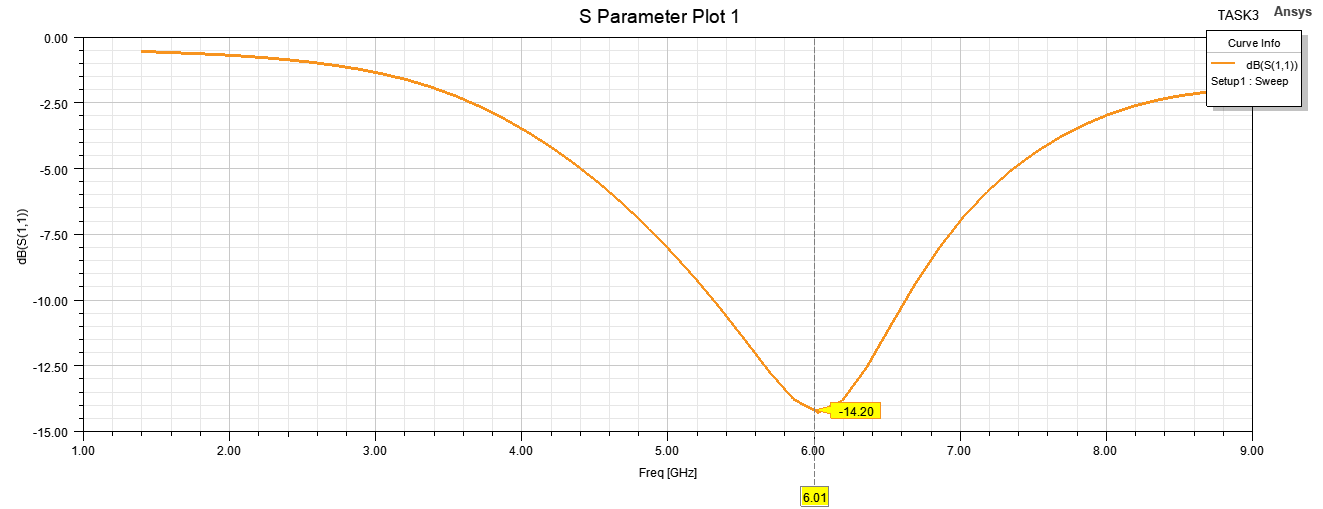 S Parameter Plot 1
TASK3
Ansys
Curve Info
dB(S(1,1))
Setup1 : Sweep
0.00
-2.50
-5.00
-7.50
-10.00
-12.50
-15.00
dB(S(1,1))
-14.20
1.00 2.00 3.00 4.00 5.00 6.00 7.00 8.00 9.00
Freq [GHz]
6.01